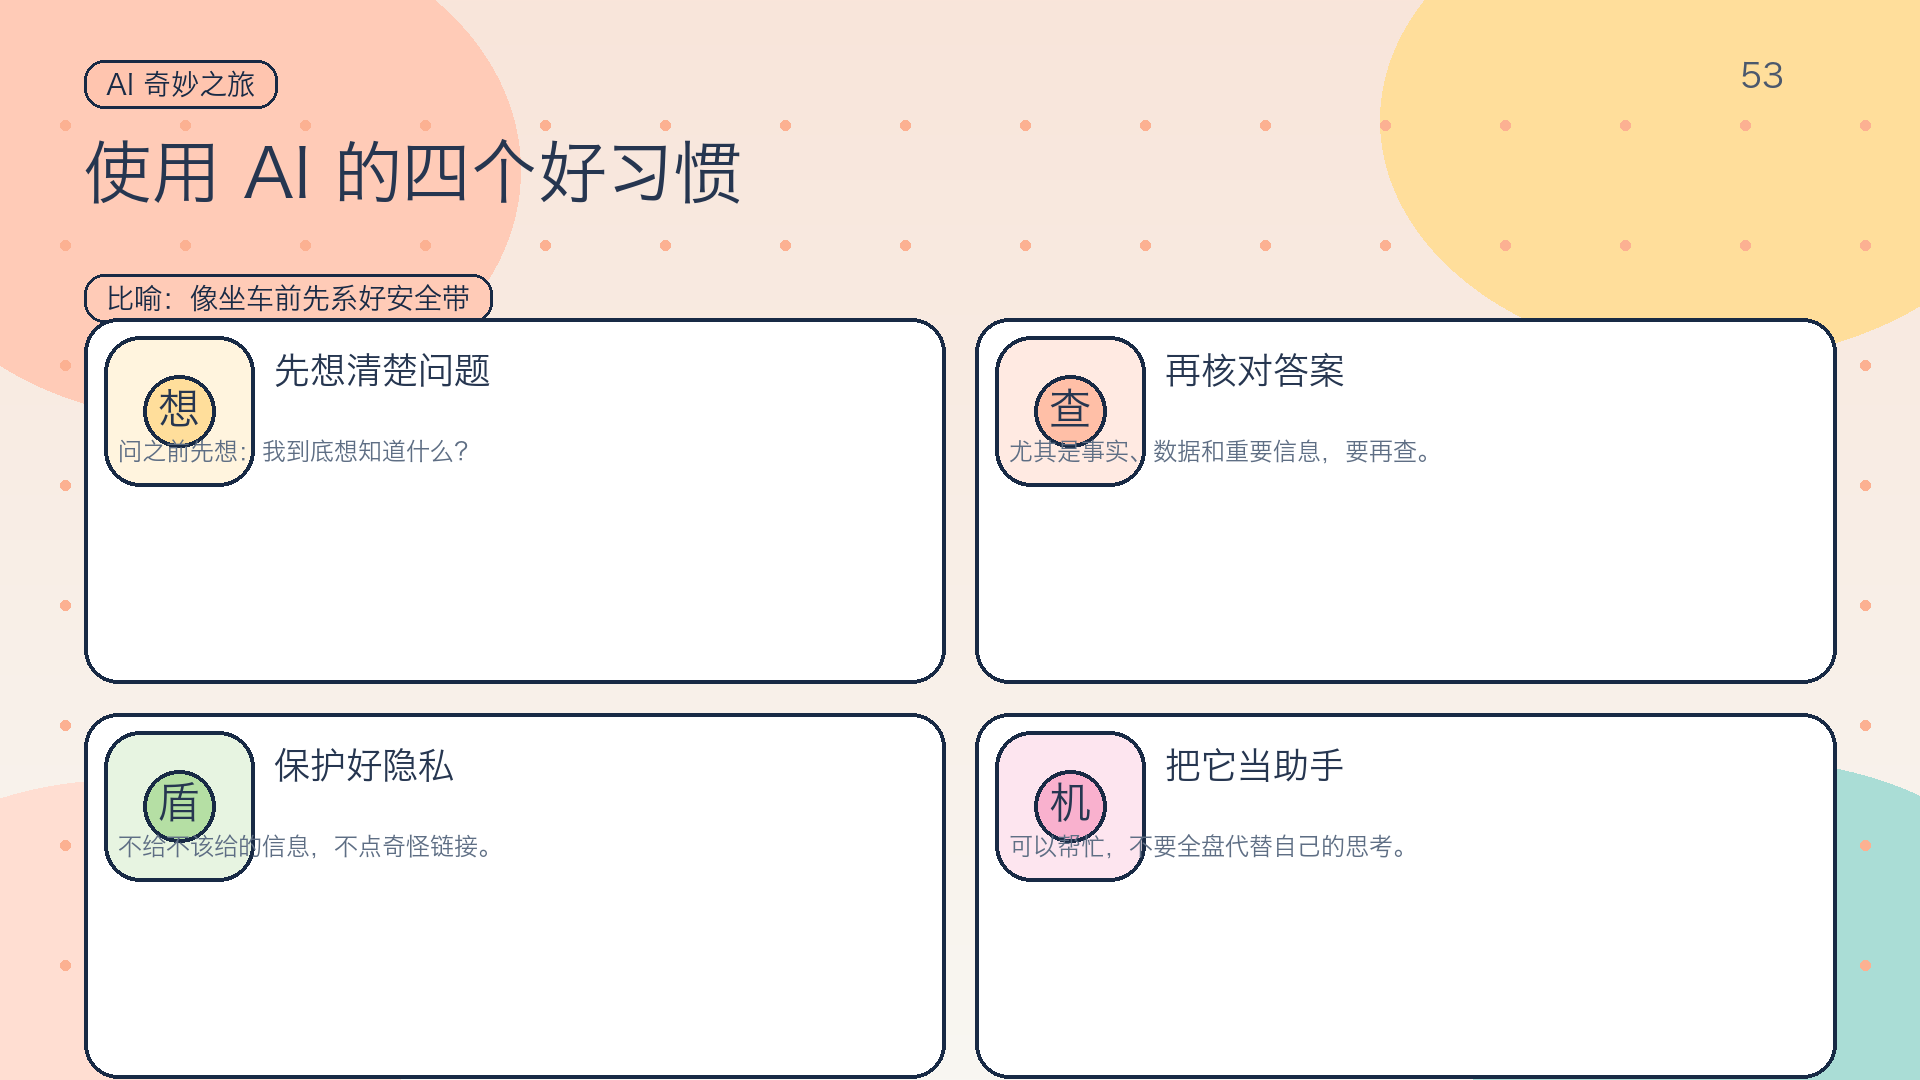 AI 奇妙之旅
53
使用 AI 的四个好习惯
比喻：像坐车前先系好安全带
想
先想清楚问题
问之前先想：我到底想知道什么？
查
再核对答案
尤其是事实、数据和重要信息，要再查。
盾
保护好隐私
不给不该给的信息，不点奇怪链接。
机
把它当助手
可以帮忙，不要全盘代替自己的思考。